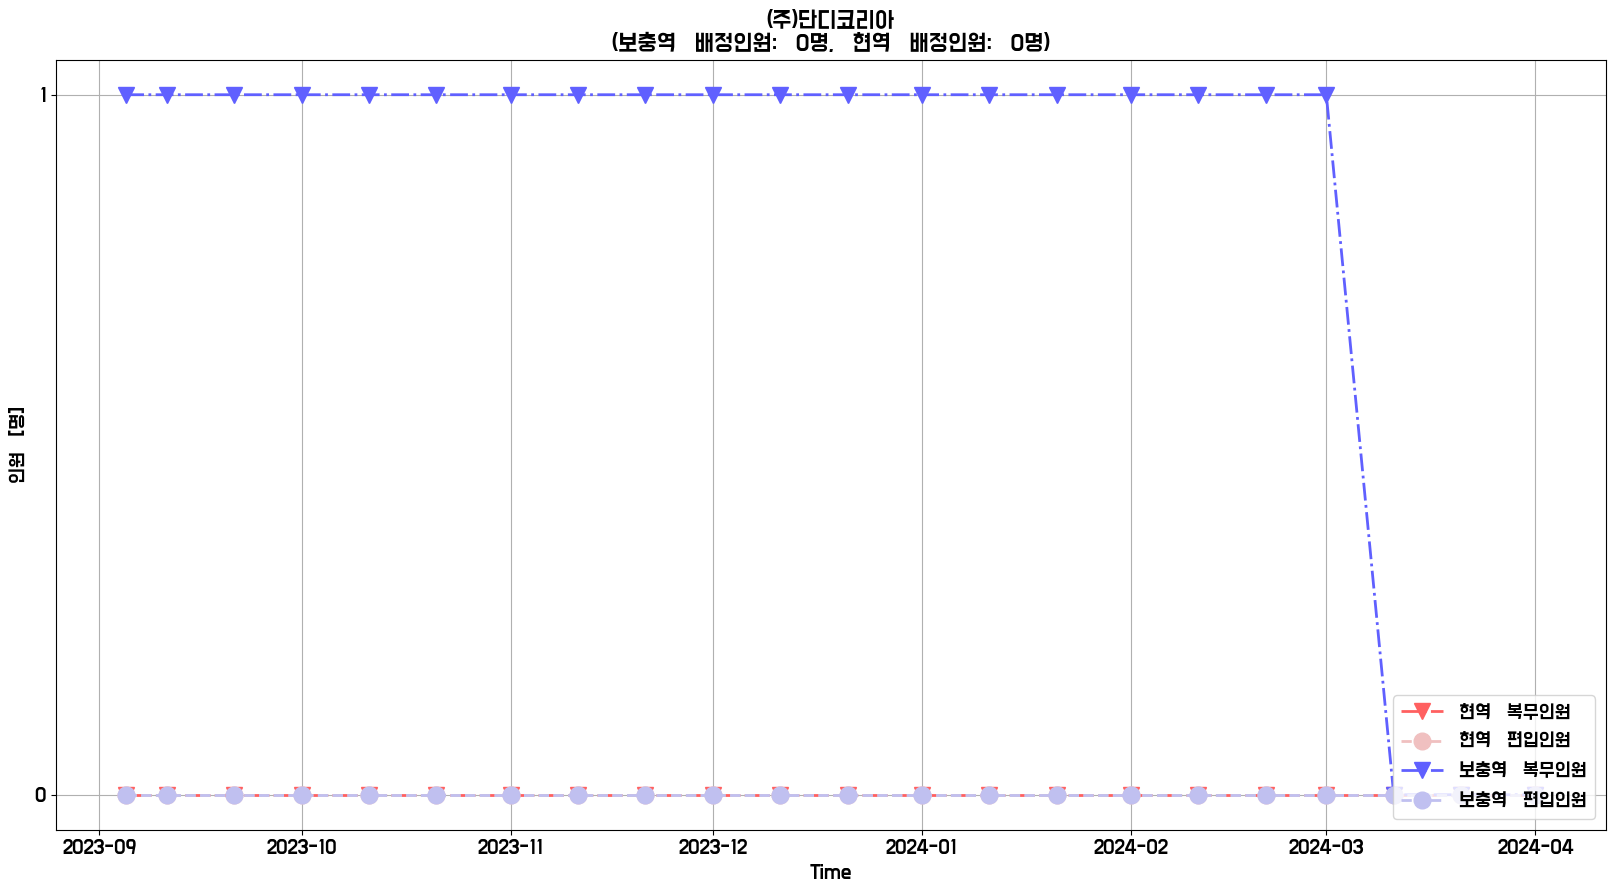 (주)단디코리아
(보충역 배정인원: 0명, 현역 배정인원: 0명)
인원 [명]
1
0
현역 복무인원
현역 편입인원
보충역 복무인원
보충역 편입인원
2023-09 2023-10 2023-11 2023-12 2024-01 2024-02 2024-03 2024-04
Time